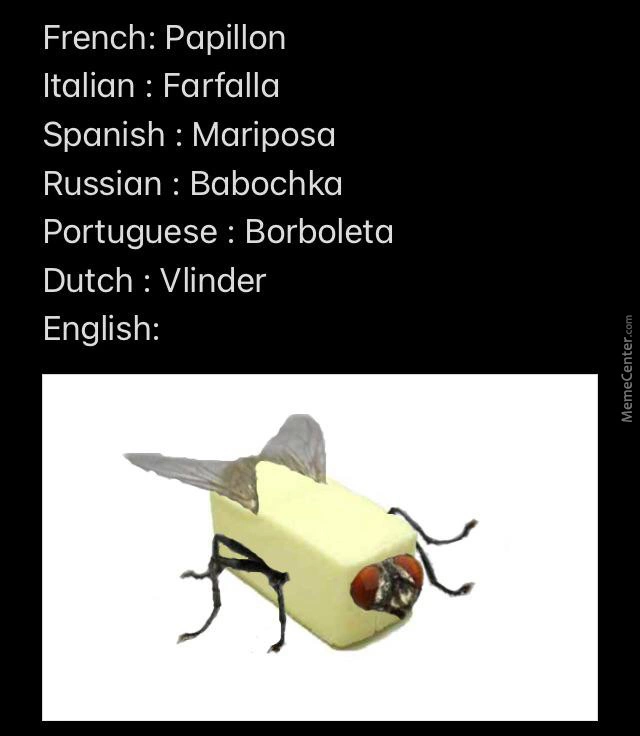 French: Papillon
Italian : Farfalla
Spanish : Mariposa
Russian : Babochka
Portuguese : Borboleta
Dutch : Vlinder
English:
MemeCenter.com